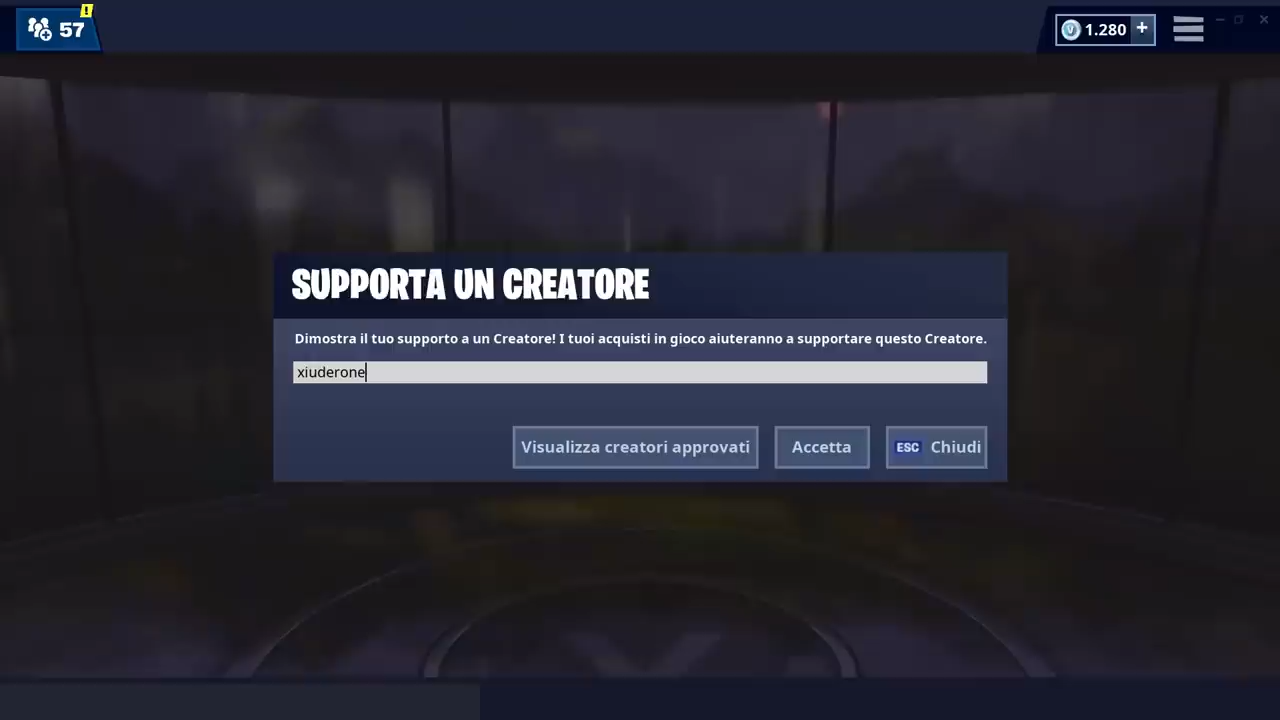 57
!
1.280 +
SUPPORTA UN CREATORE
Dimostra il tuo supporto a un Creatore! I tuoi acquisti in gioco aiuteranno a supportare questo Creatore.
xiuderone
Visualizza creatori approvati
Accetta
ESC Chiudi